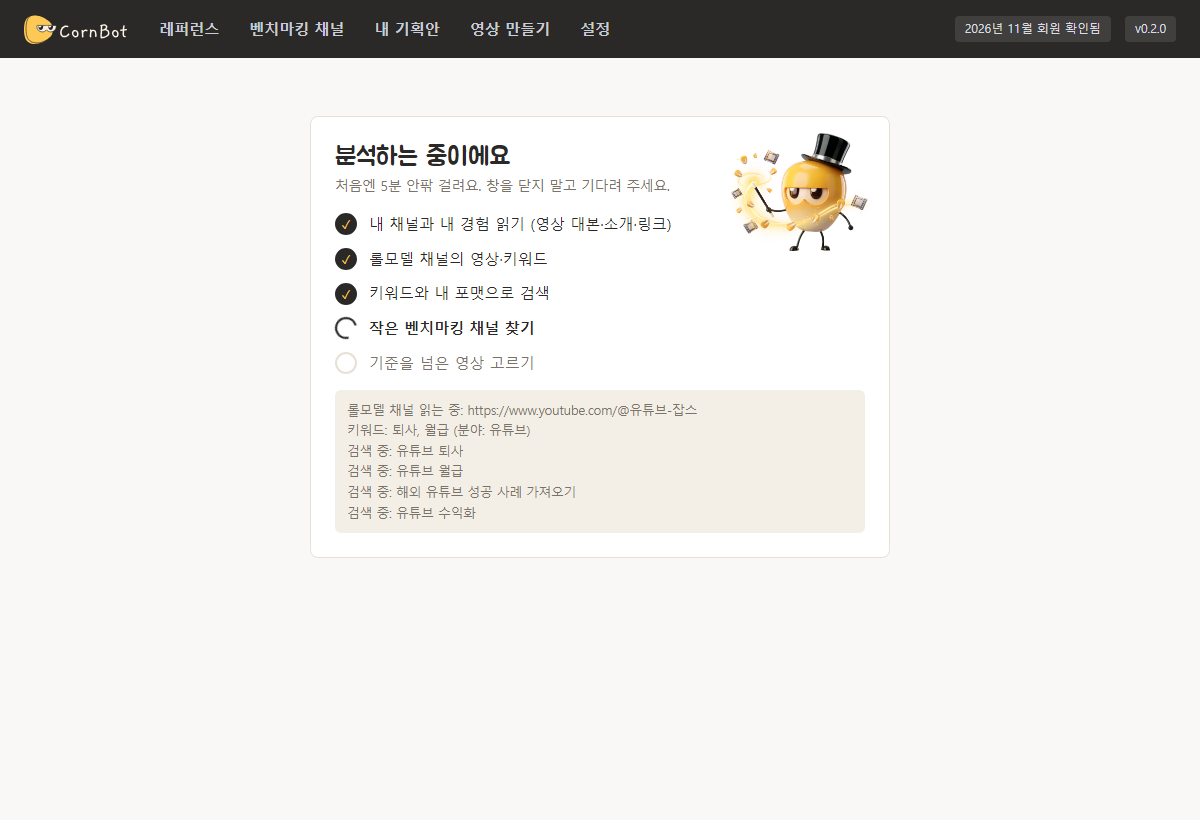 CornBot
레퍼런스
벤치마킹 채널
내 기획안
영상 만들기
설정
2026년 11월 회원 확인됨
v0.2.0
분석하는 중이에요
처음엔 5분 안팎 걸려요. 창을 닫지 말고 기다려 주세요.
내 채널과 내 경험 읽기 (영상 대본·소개·링크)
롤모델 채널의 영상·키워드
키워드와 내 포맷으로 검색
작은 벤치마킹 채널 찾기
기준을 넘은 영상 고르기
롤모델 채널 읽는 중: https://www.youtube.com/@유튜브-잡스
키워드: 퇴사, 월급 (분야: 유튜브)
검색 중: 유튜브 퇴사
검색 중: 유튜브 월급
검색 중: 해외 유튜브 성공 사례 가져오기
검색 중: 유튜브 수익화